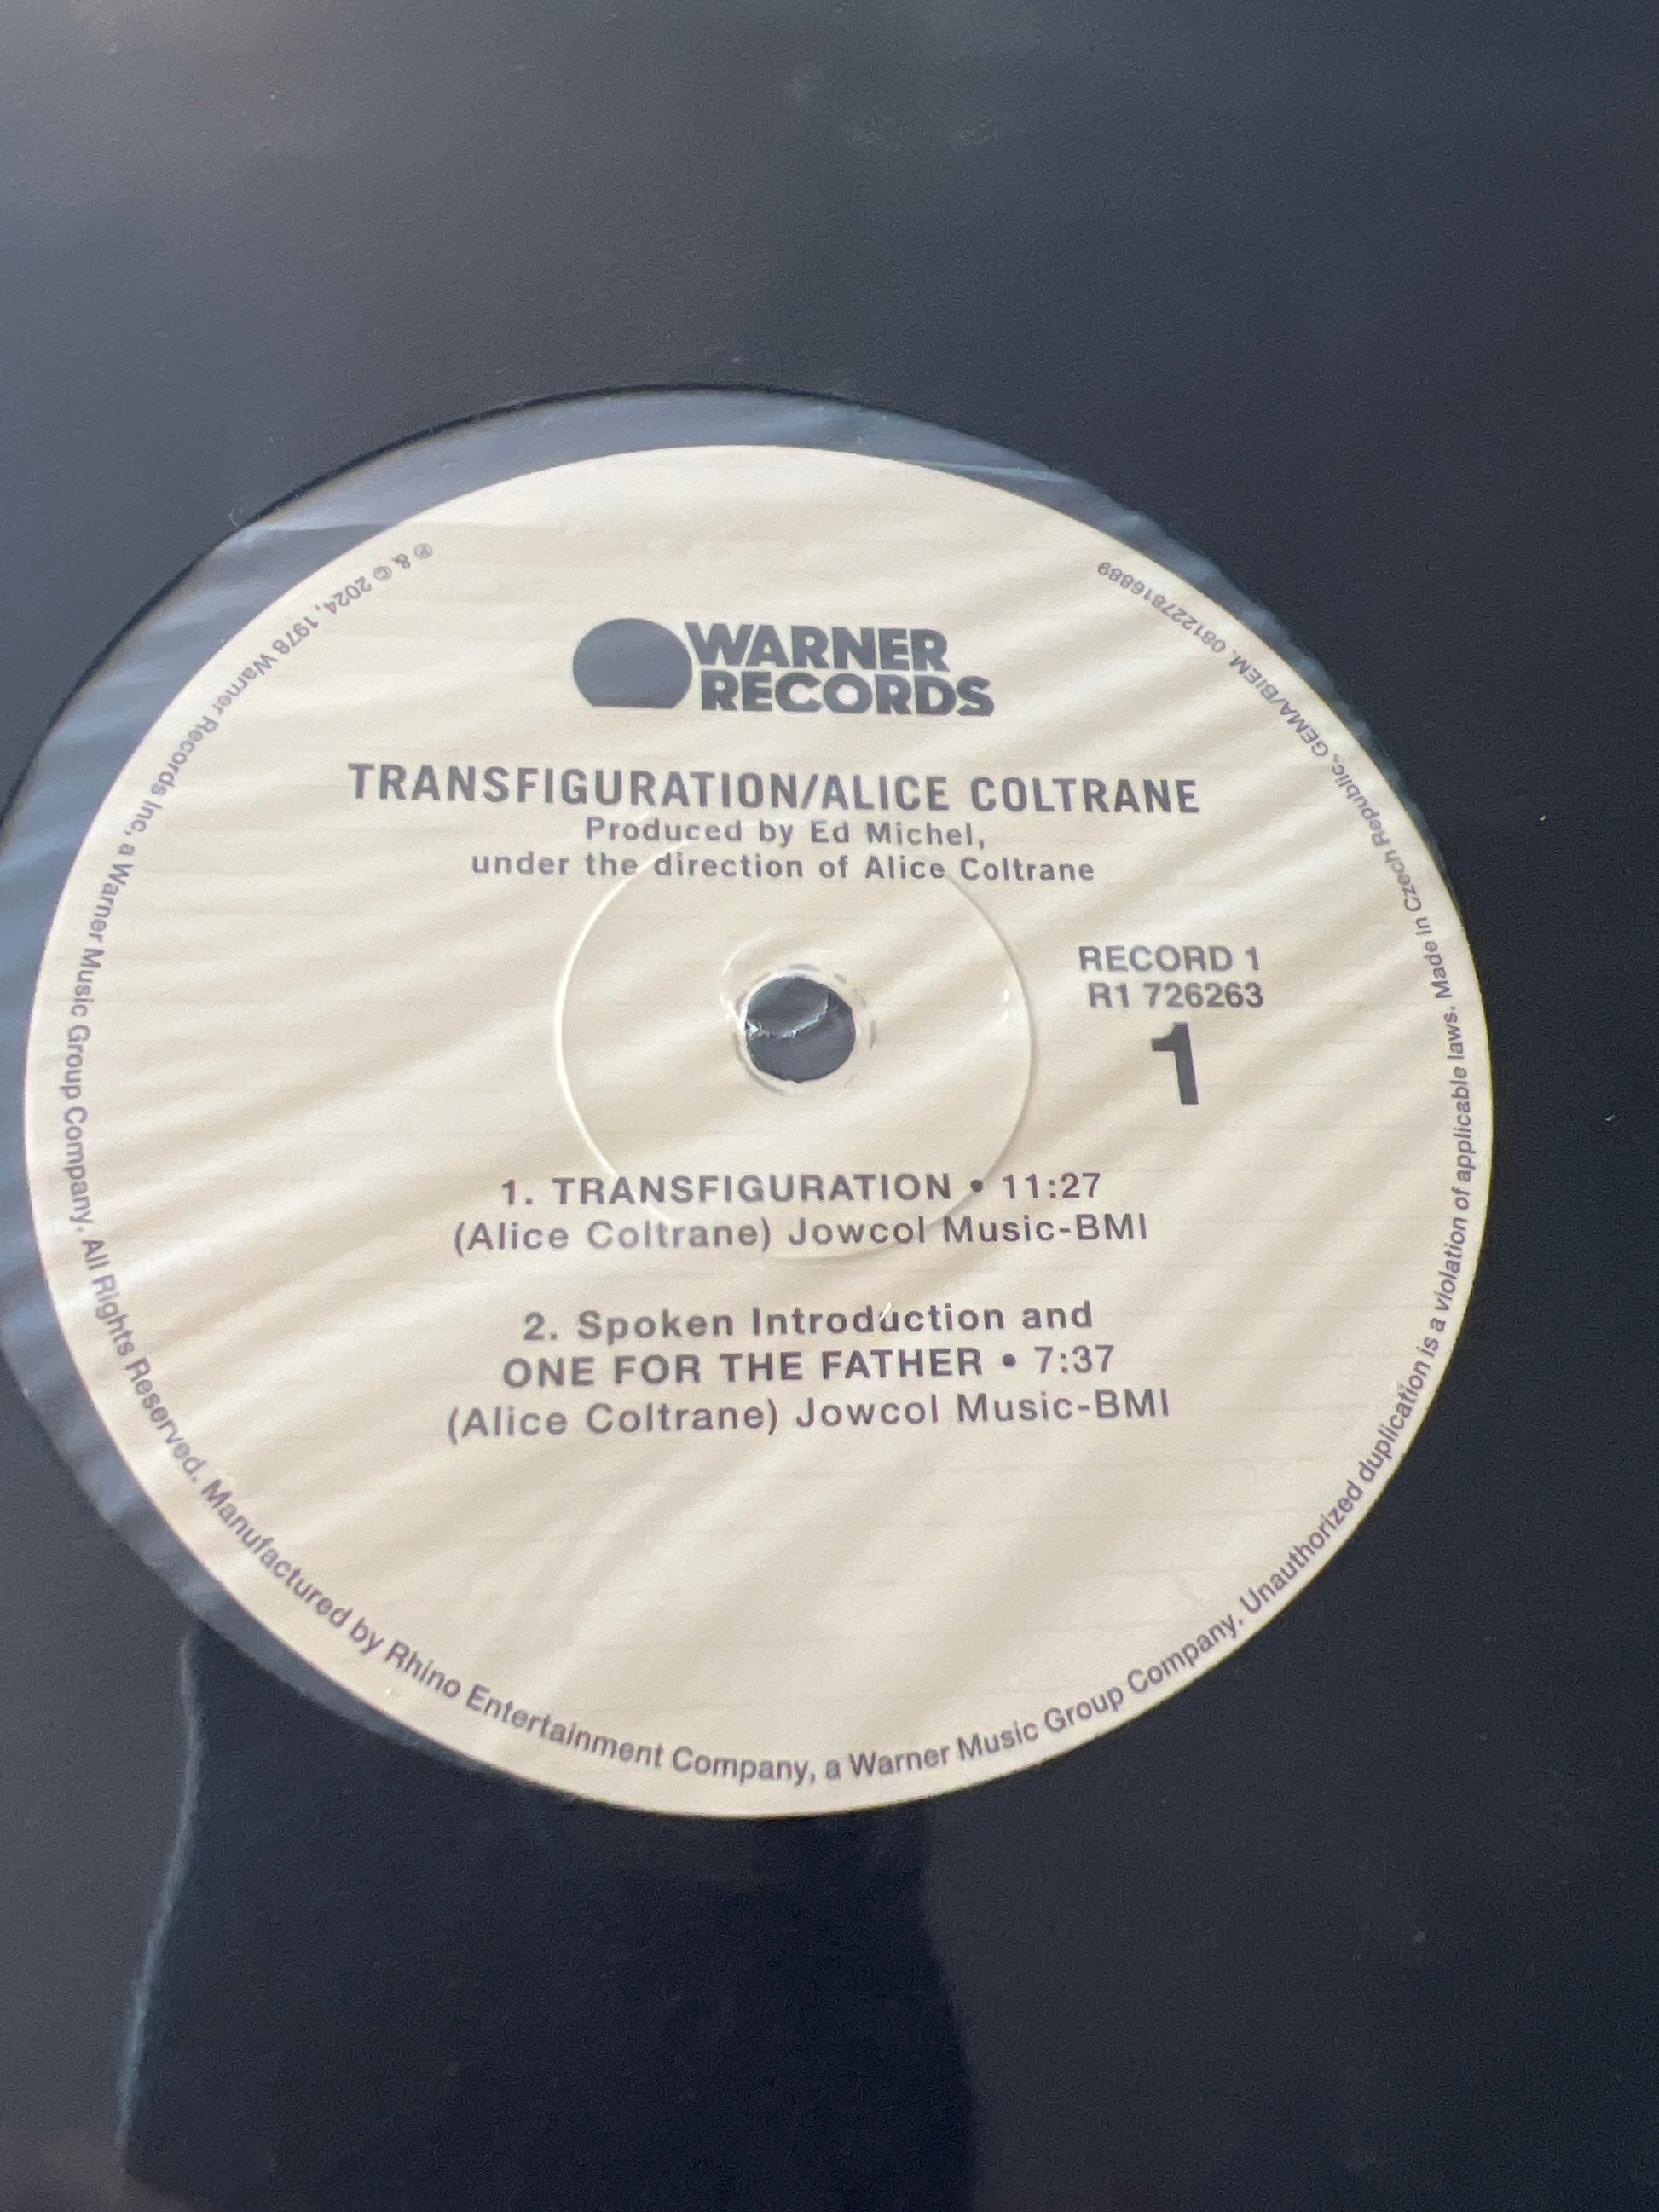 WARNER
RECORDS
TRANSFIGURATION/ALICE COLTRANE
Produced by Ed Michel,
under the direction of Alice Coltrane
RECORD 1
R1 726263
1
1. TRANSFIGURATION • 11:27
(Alice Coltrane) Jowcol Music-BMI
2. Spoken Introduction and
ONE FOR THE FATHER • 7:37
(Alice Coltrane) Jowcol Music-BMI
℗ & © 2024, 1978 Warner Records Inc, a Warner Music Group Company. All Rights Reserved. Manufactured by Rhino Entertainment Company, a Warner Music Group Company. Unauthorized duplication is a violation of applicable laws. Made in Czech Republic. GEMA/BIEM. 081227816889